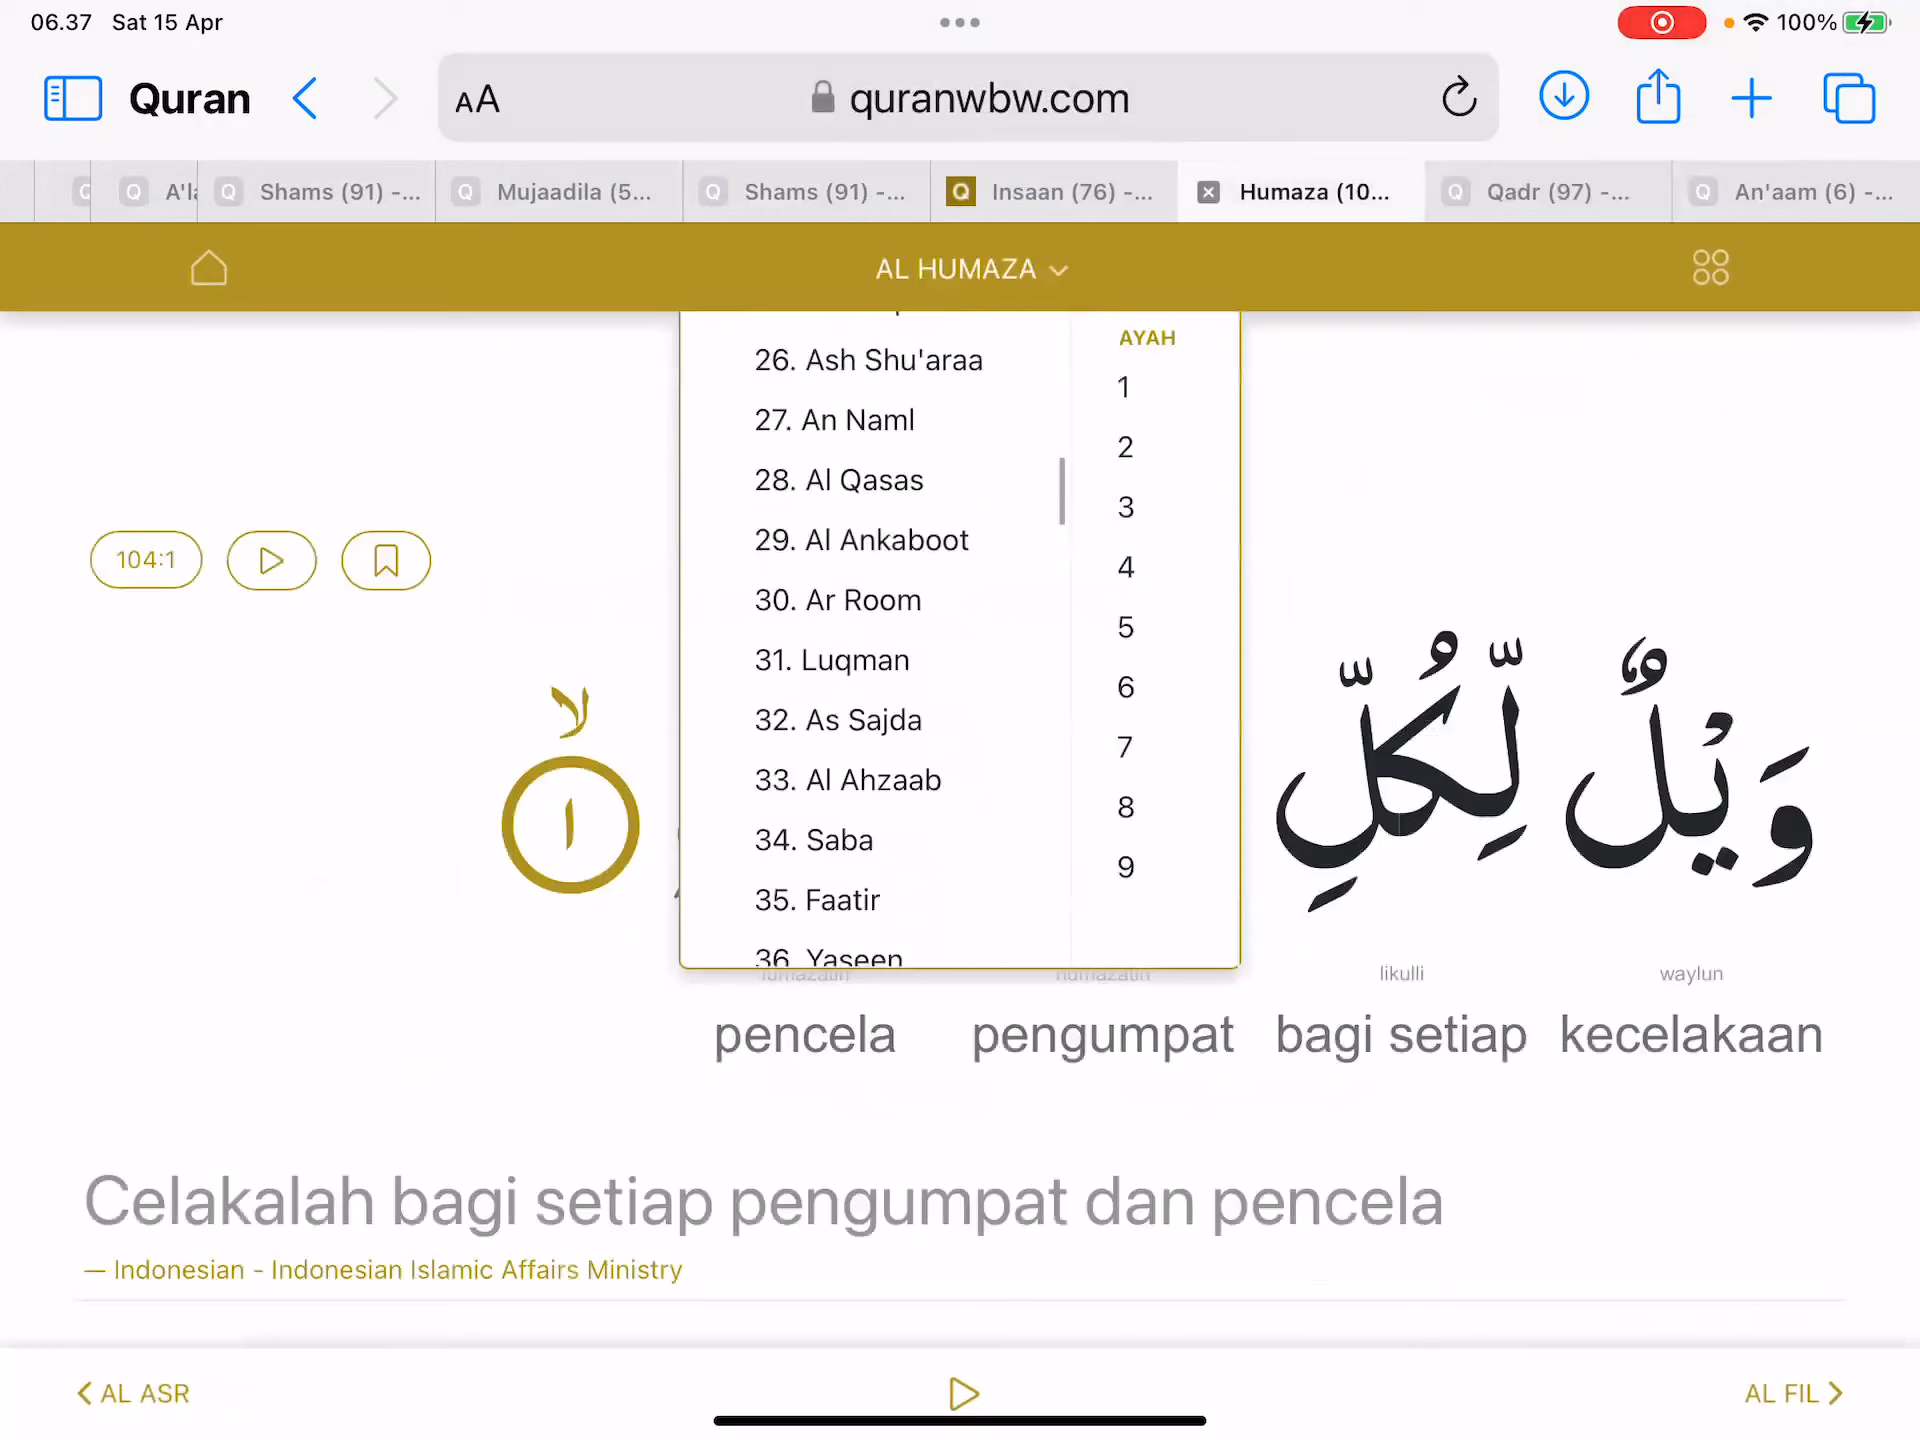 06.37 Sat 15 Apr
100%
Quran
AA
quranwbw.com
A'la
Shams (91) -...
Mujaadila (5...
Shams (91) -...
Insaan (76) -...
Humaza (10...
Qadr (97) -...
An'aam (6) -...
AL HUMAZA
26. Ash Shu'araa
27. An Naml
28. Al Qasas
29. Al Ankaboot
30. Ar Room
31. Luqman
32. As Sajda
33. Al Ahzaab
34. Saba
35. Faatir
36. Yaseen
AYAH
1
2
3
4
5
6
7
8
9
104:1
وَيْلٌ لِّكُلِّ
لا
١
waylun
likulli
humazatin
lumazatin
pencela pengumpat bagi setiap kecelakaan
Celakalah bagi setiap pengumpat dan pencela
— Indonesian - Indonesian Islamic Affairs Ministry
AL ASR
AL FIL